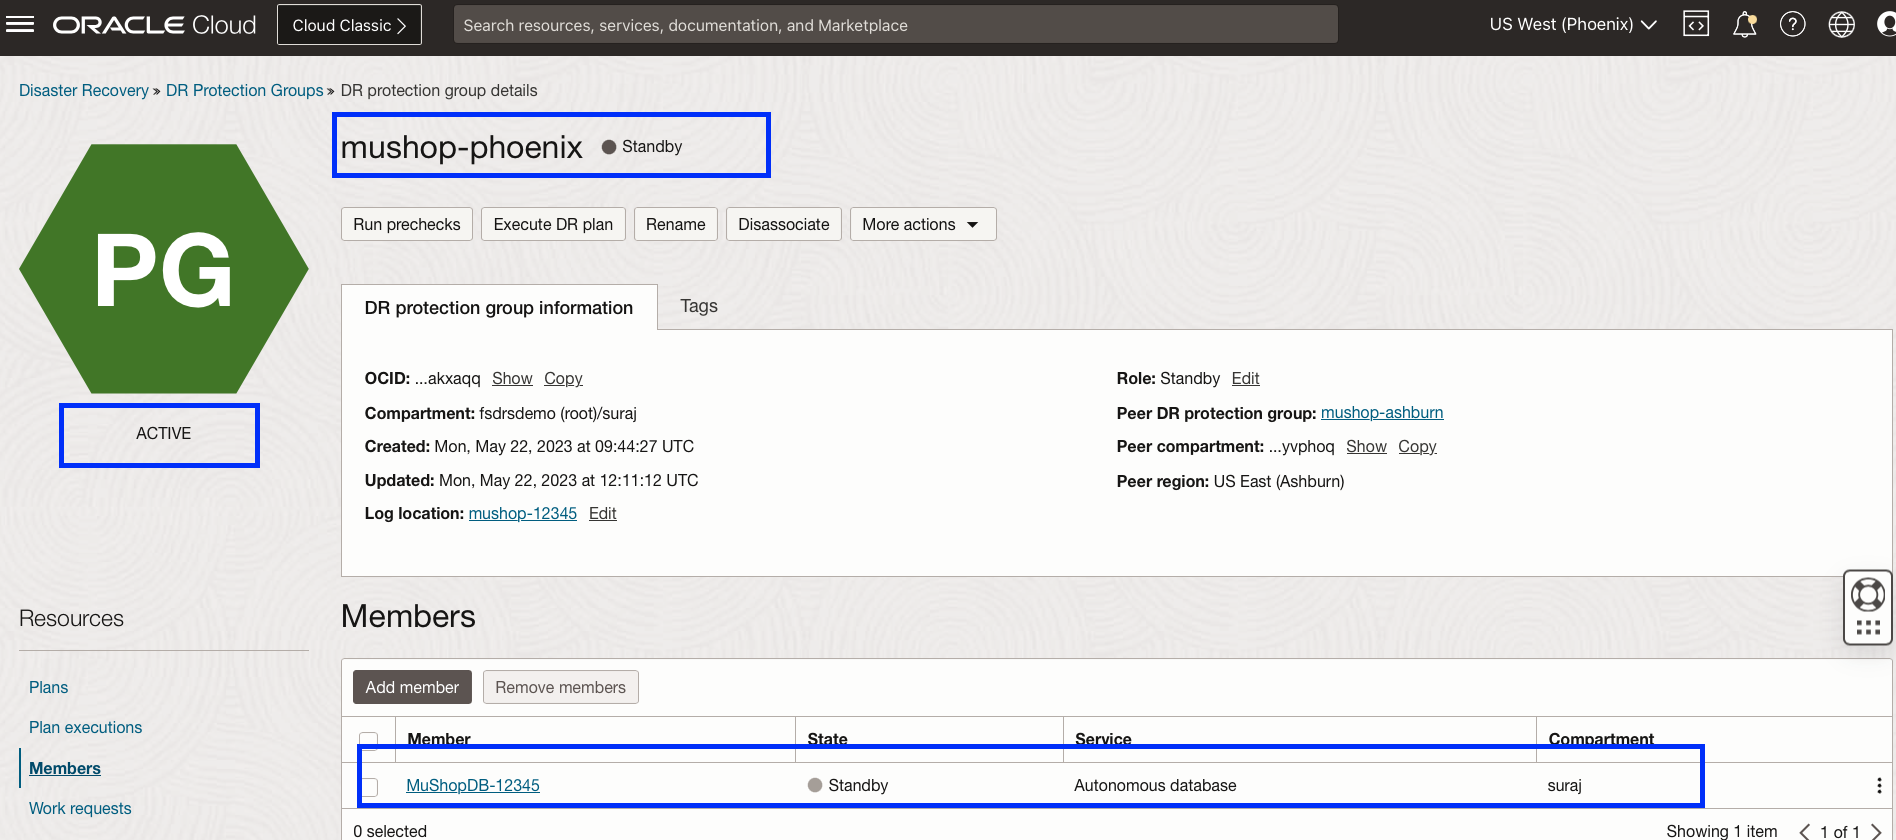 ORACLE Cloud
Cloud Classic
Search resources, services, documentation, and Marketplace
US West (Phoenix)
Disaster Recovery » DR Protection Groups » DR protection group details
mushop-phoenix
Standby
PG
ACTIVE
Run prechecks
Execute DR plan
Rename
Disassociate
More actions
DR protection group information
Tags
OCID: ...akxaqq Show Copy
Compartment: fsdrsdemo (root)/suraj
Created: Mon, May 22, 2023 at 09:44:27 UTC
Updated: Mon, May 22, 2023 at 12:11:12 UTC
Log location: mushop-12345 Edit
Role: Standby Edit
Peer DR protection group: mushop-ashburn
Peer compartment: ...yvphoq Show Copy
Peer region: US East (Ashburn)
Resources
Plans
Plan executions
Members
Work requests
Members
Add member
Remove members
Member State Service Compartment
MuShopDB-12345 Standby Autonomous database suraj
0 selected
Showing 1 item < 1 of 1 >